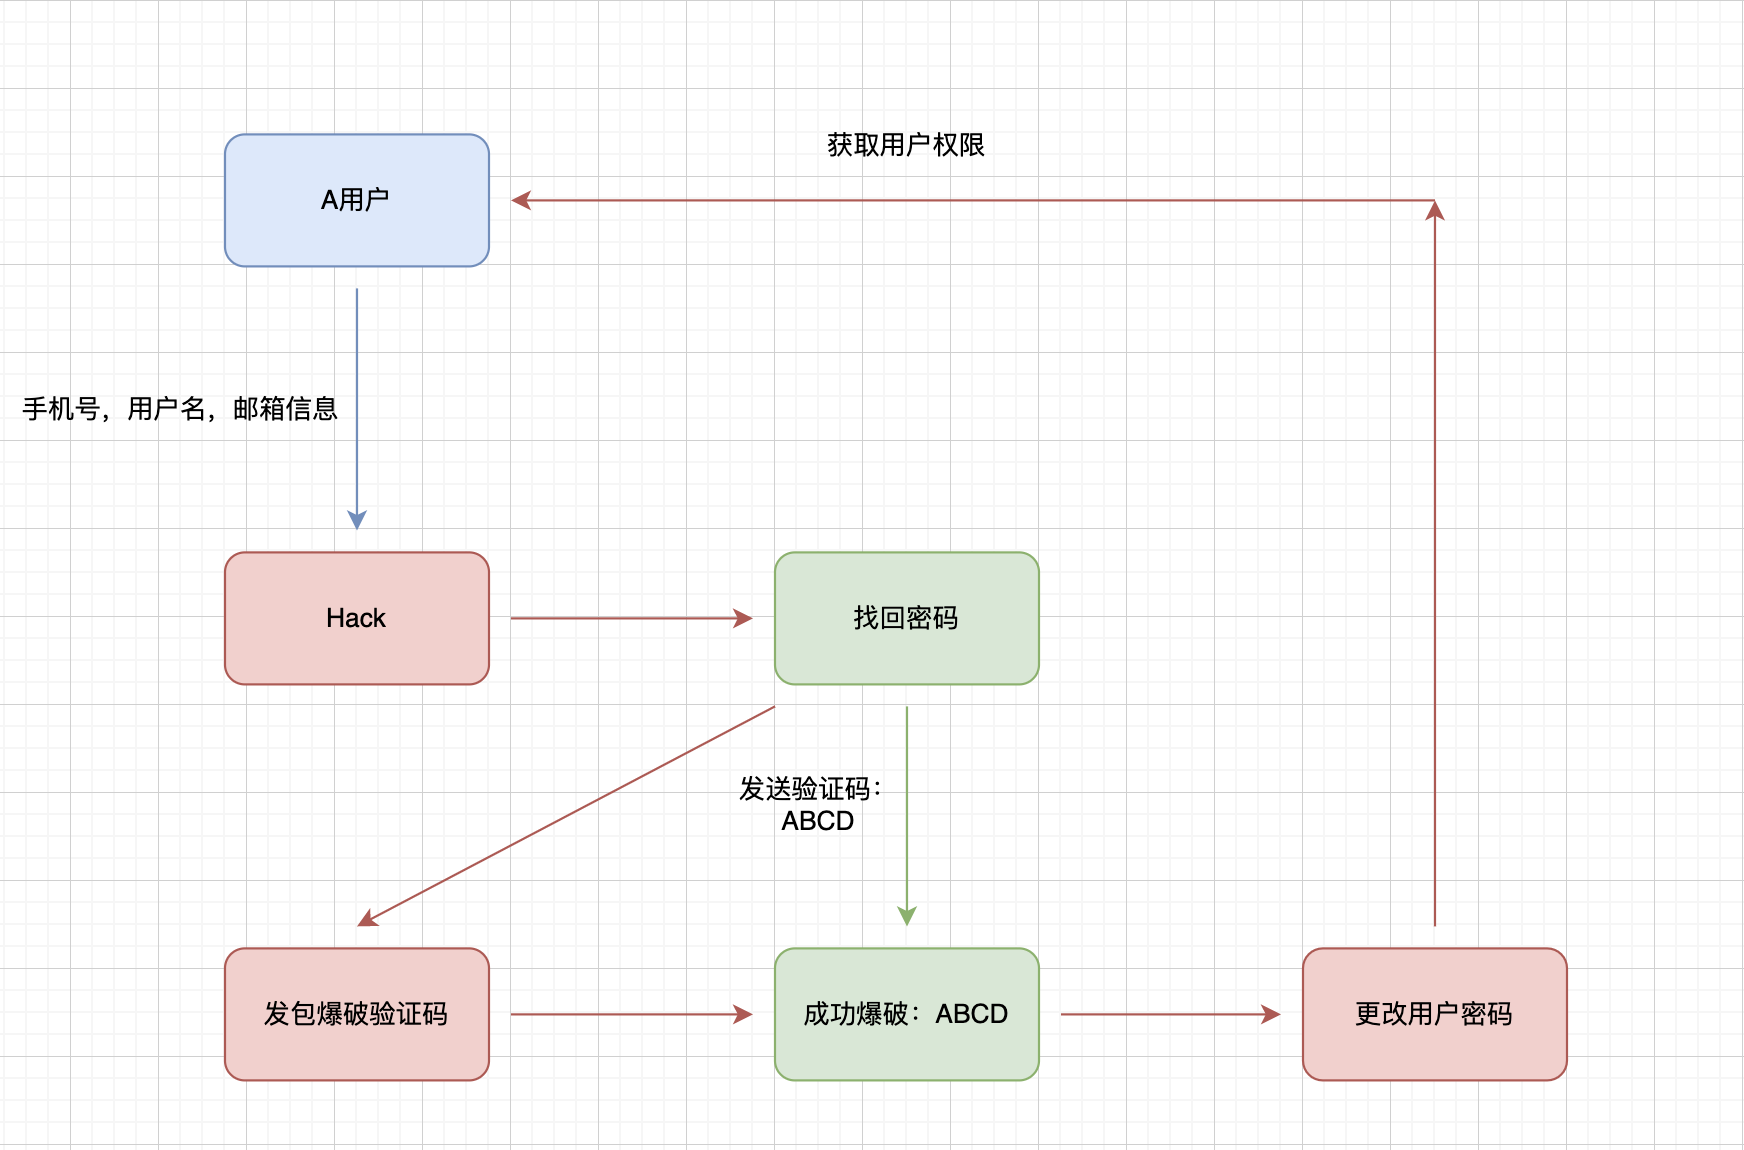 获取用户权限
A用户
手机号，用户名，邮箱信息
Hack
找回密码
发送验证码：
ABCD
发包爆破验证码
成功爆破：ABCD
更改用户密码